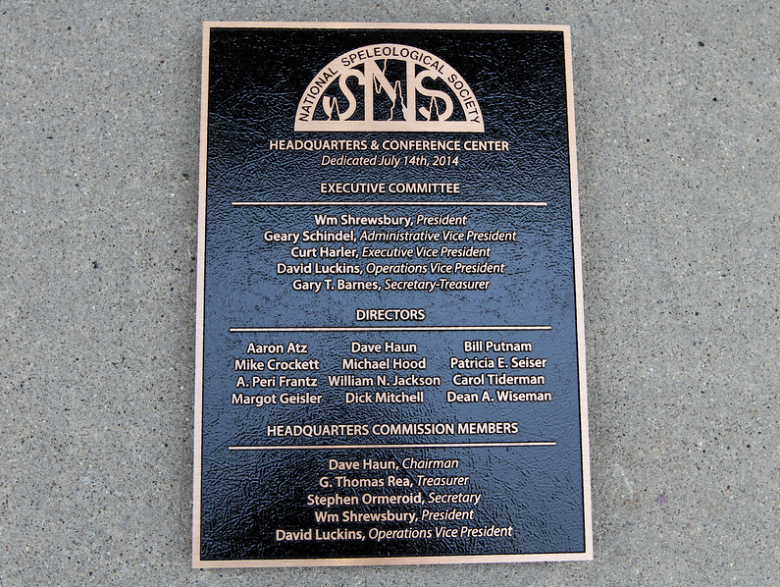 NATIONAL SPELEOLOGICAL SOCIETY
NSS
HEADQUARTERS & CONFERENCE CENTER
Dedicated July 14th, 2014
EXECUTIVE COMMITTEE
Wm Shrewsbury, President
Geary Schindel, Administrative Vice President
Curt Harler, Executive Vice President
David Luckins, Operations Vice President
Gary T. Barnes, Secretary-Treasurer
DIRECTORS
Aaron Atz Dave Haun Bill Putnam
Mike Crockett Michael Hood Patricia E. Seiser
A. Peri Frantz William N. Jackson Carol Tiderman
Margot Geisler Dick Mitchell Dean A. Wiseman
HEADQUARTERS COMMISSION MEMBERS
Dave Haun, Chairman
G. Thomas Rea, Treasurer
Stephen Ormeroid, Secretary
Wm Shrewsbury, President
David Luckins, Operations Vice President